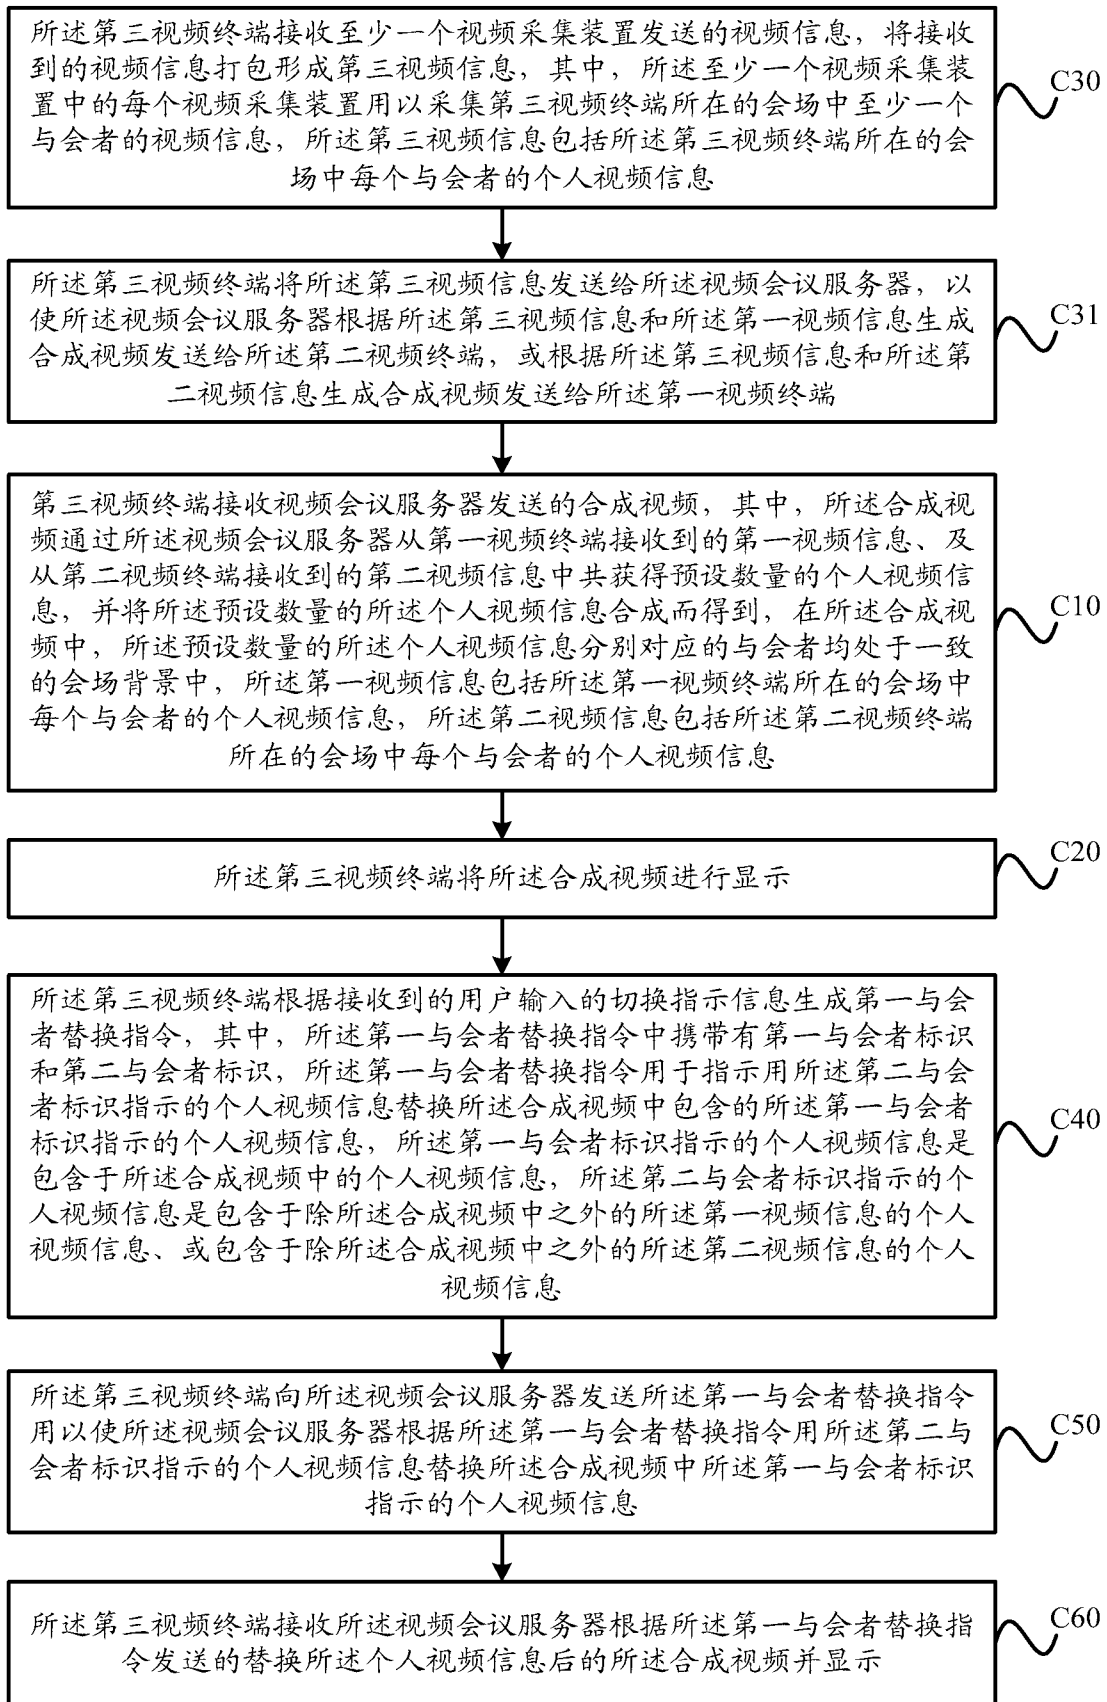 所述第三视频终端接收至少一个视频采集装置发送的视频信息，将接收
到的视频信息打包形成第三视频信息，其中，所述至少一个视频采集装
置中的每个视频采集装置用以采集第三视频终端所在的会场中至少一个
与会者的视频信息，所述第三视频信息包括所述第三视频终端所在的会
场中每个与会者的个人视频信息
C30
所述第三视频终端将所述第三视频信息发送给所述视频会议服务器，以
使所述视频会议服务器根据所述第三视频信息和所述第一视频信息生成
合成视频发送给所述第二视频终端，或根据所述第三视频信息和所述第
二视频信息生成合成视频发送给所述第一视频终端
C31
第三视频终端接收视频会议服务器发送的合成视频，其中，所述合成视
频通过所述视频会议服务器从第一视频终端接收到的第一视频信息、及
从第二视频终端接收到的第二视频信息中共获得预设数量的个人视频信
息，并将所述预设数量的所述个人视频信息合成而得到，在所述合成视
频中，所述预设数量的所述个人视频信息分别对应的与会者均处于一致
的会场背景中，所述第一视频信息包括所述第一视频终端所在的会场中
每个与会者的个人视频信息，所述第二视频信息包括所述第二视频终端
所在的会场中每个与会者的个人视频信息
C10
所述第三视频终端将所述合成视频进行显示
C20
所述第三视频终端根据接收到的用户输入的切换指示信息生成第一与会
者替换指令，其中，所述第一与会者替换指令中携带有第一与会者标识
和第二与会者标识，所述第一与会者替换指令用于指示用所述第二与会
者标识指示的个人视频信息替换所述合成视频中包含的所述第一与会者
标识指示的个人视频信息，所述第一与会者标识指示的个人视频信息是
包含于所述合成视频中的个人视频信息，所述第二与会者标识指示的个
人视频信息是包含于除所述合成视频中之外的所述第一视频信息的个人
视频信息、或包含于除所述合成视频中之外的所述第二视频信息的个人
视频信息
C40
所述第三视频终端向所述视频会议服务器发送所述第一与会者替换指令
用以使所述视频会议服务器根据所述第一与会者替换指令用所述第二与
会者标识指示的个人视频信息替换所述合成视频中所述第一与会者标识
指示的个人视频信息
C50
所述第三视频终端接收所述视频会议服务器根据所述第一与会者替换指
令发送的替换所述个人视频信息后的所述合成视频并显示
C60